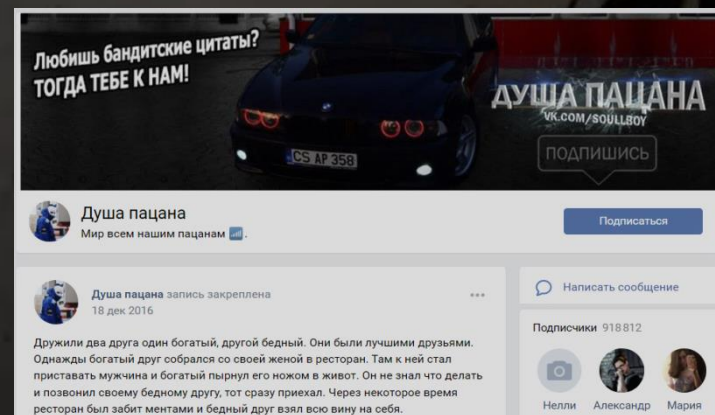 Любишь бандитские цитаты?
ТОГДА ТЕБЕ К НАМ!
CS AP 358
ДУША ПАЦАНА
VK.COM/SOULLBOY
ПОДПИШИСЬ
Душа пацана
Мир всем нашим пацанам.
Подписаться
Душа пацана запись закреплена
18 дек 2016
Дружили два друга один богатый, другой бедный. Они были лучшими друзьями.
Однажды богатый друг собрался со своей женой в ресторан. Там к ней стал
приставать мужчина и богатый пырнул его ножом в живот. Он не знал что делать
и позвонил своему бедному другу, тот сразу приехал. Через некоторое время
ресторан был забит ментами и бедный друг взял всю вину на себя.
Написать сообщение
Подписчики 918 812
Нелли Александр Мария